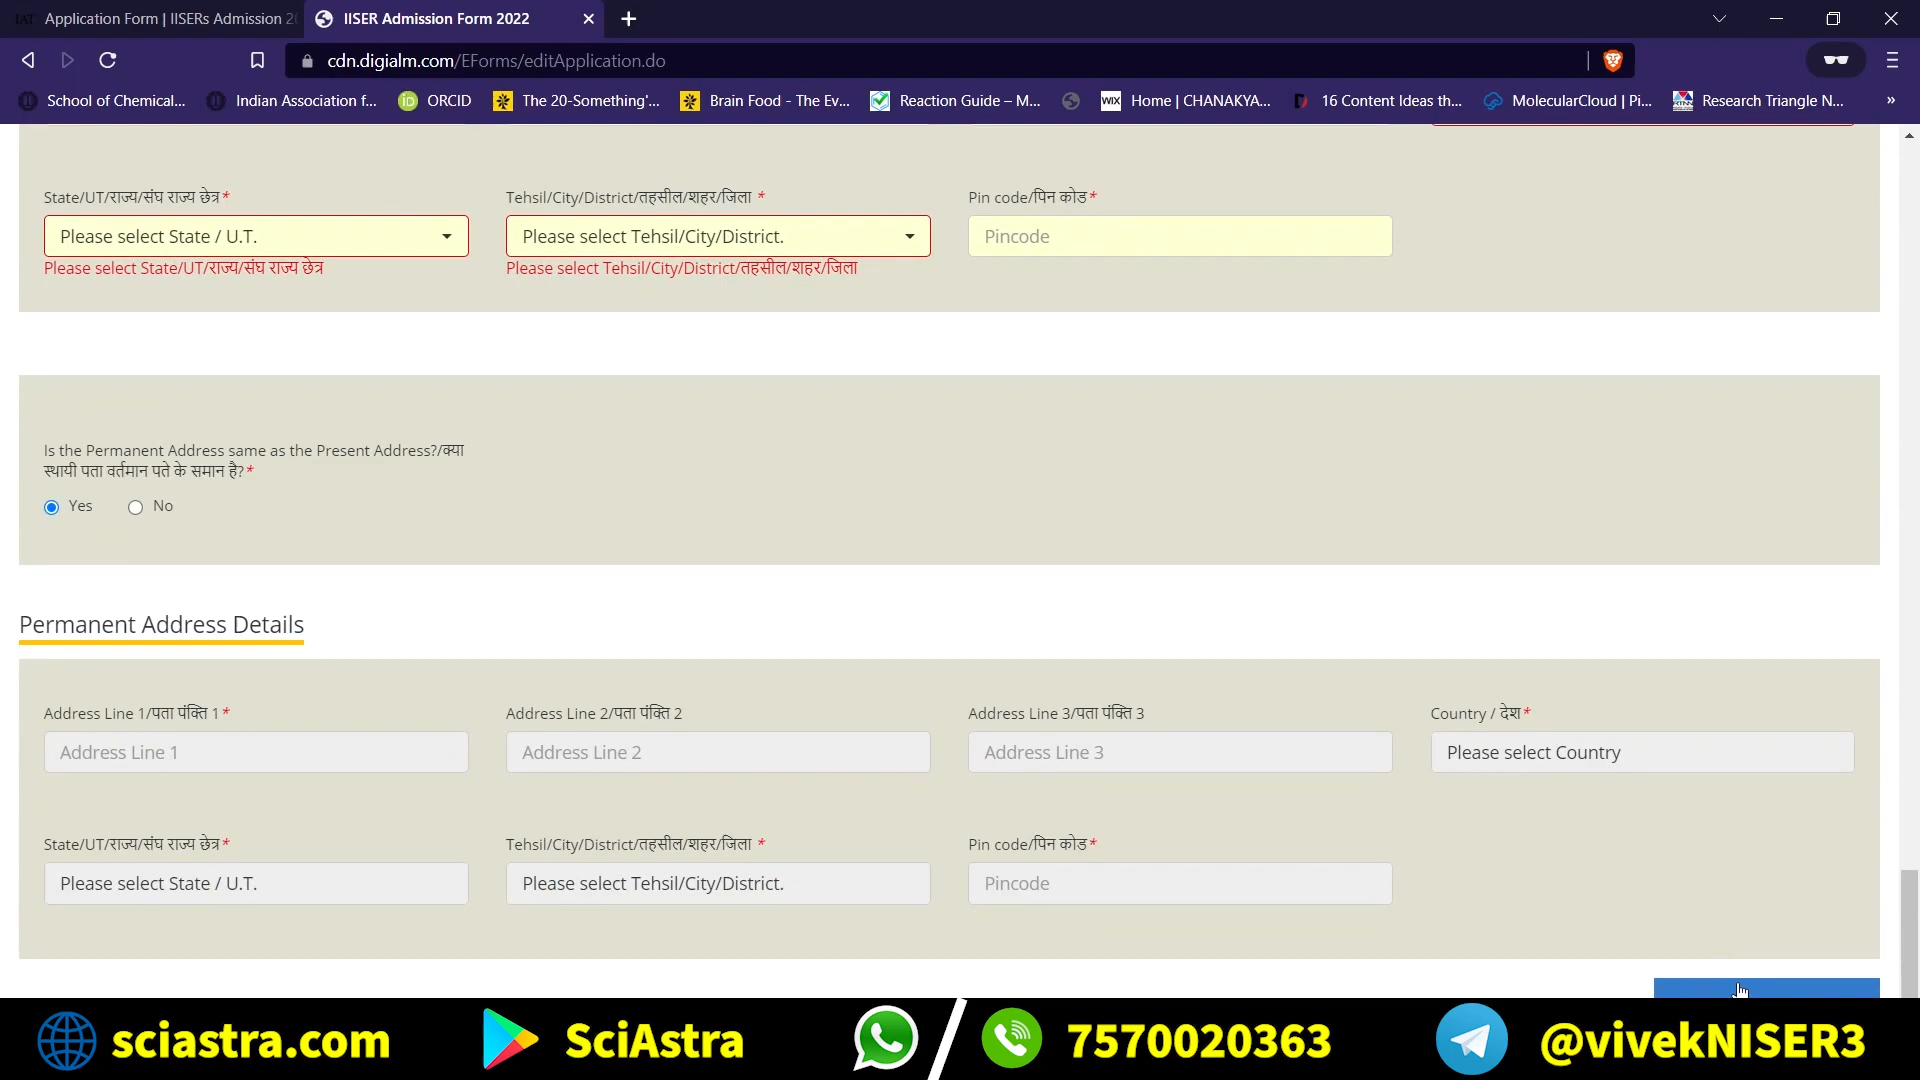 IAT Application Form | IISERs Admission 20
IISER Admission Form 2022
cdn.digialm.com/EForms/editApplication.do
School of Chemical...
Indian Association f...
iD ORCID
The 20-Something'...
Brain Food - The Ev...
Reaction Guide – M...
WIX Home | CHANAKYA...
16 Content Ideas th...
MolecularCloud | Pi...
Research Triangle N...
»
State/UT/राज्य/संघ राज्य छेत्र*
Tehsil/City/District/तहसील/शहर/जिला *
Pin code/पिन कोड*
Please select State / U.T.
Please select Tehsil/City/District.
Pincode
Please select State/UT/राज्य/संघ राज्य छेत्र
Please select Tehsil/City/District/तहसील/शहर/जिला
Is the Permanent Address same as the Present Address?/क्या
स्थायी पता वर्तमान पते के समान है?*
Yes
No
Permanent Address Details
Address Line 1/पता पंक्ति 1*
Address Line 2/पता पंक्ति 2
Address Line 3/पता पंक्ति 3
Country / देश*
Address Line 1
Address Line 2
Address Line 3
Please select Country
State/UT/राज्य/संघ राज्य छेत्र*
Tehsil/City/District/तहसील/शहर/जिला *
Pin code/पिन कोड*
Please select State / U.T.
Please select Tehsil/City/District.
Pincode
sciastra.com
SciAstra
7570020363
@vivekNISER3